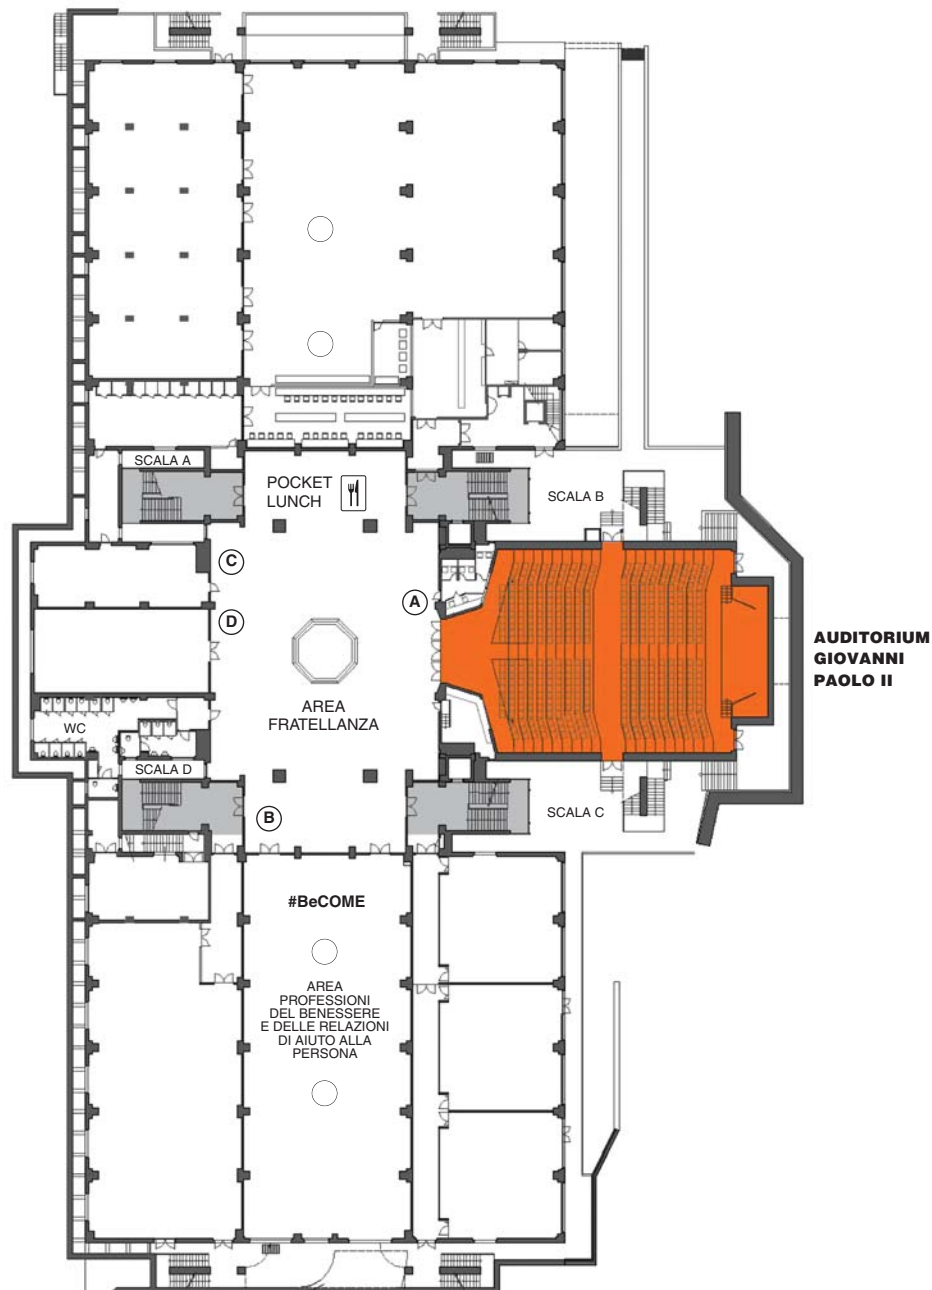 SCALA A
POCKET
LUNCH
SCALA B
C
A
D
AUDITORIUM
GIOVANNI
PAOLO II
AREA
FRATELLANZA
WC
SCALA D
SCALA C
B
#BeCOME
AREA
PROFESSIONI
DEL BENESSERE
E DELLE RELAZIONI
DI AIUTO ALLA
PERSONA